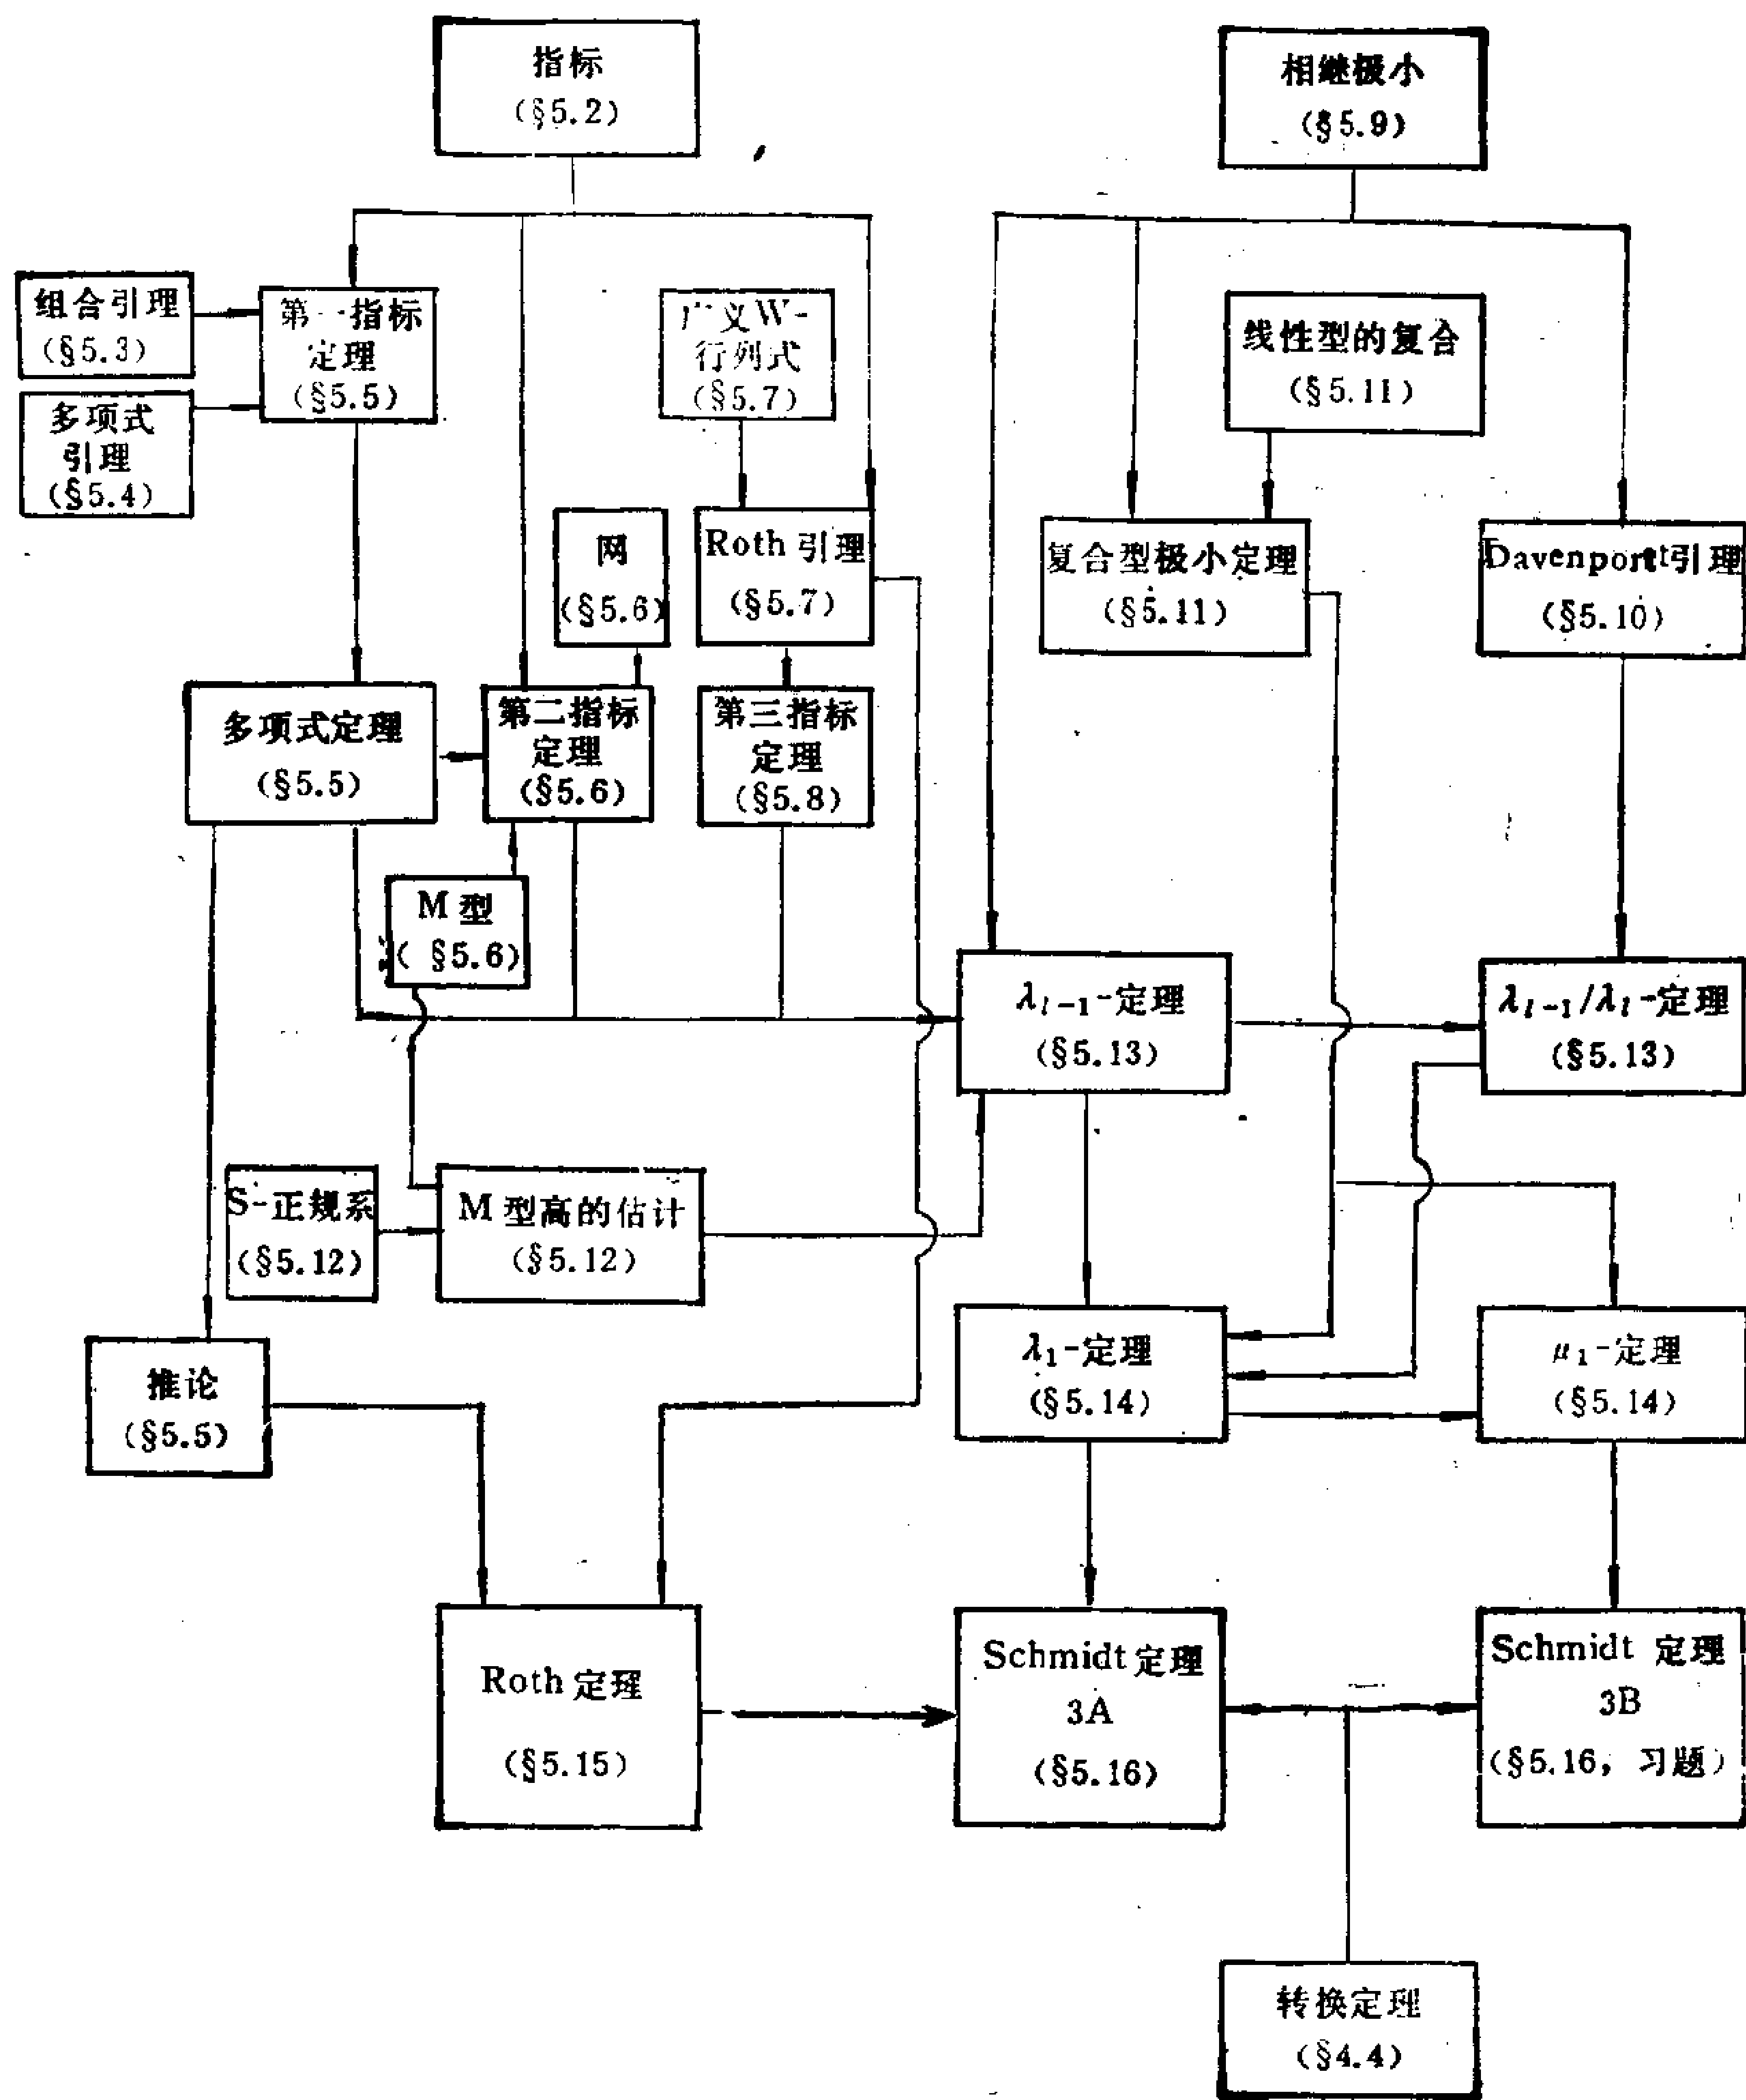 指标
(§5.2)
相继极小
(§5.9)
组合引理
(§5.3)
第一指标
定理
(§5.5)
广义W-
行列式
(§5.7)
线性型的复合
(§5.11)
多项式
引理
(§5.4)
网
(§5.6)
Roth 引理
(§5.7)
复合型极小定理
(§5.11)
Davenport引理
(§5.10)
多项式定理
(§5.5)
第二指标
定理
(§5.6)
第三指标
定理
(§5.8)
M 型
( §5.6)
λl-1-定理
(§5.13)
λl-1/λl-定理
(§5.13)
S-正规系
(§5.12)
M 型高的估计
(§5.12)
推论
(§5.5)
λ1-定理
(§5.14)
μ1-定理
(§5.14)
Roth 定理
(§5.15)
Schmidt 定理
3A
(§5.16)
Schmidt 定理
3B
(§5.16, 习题)
转换定理
(§4.4)